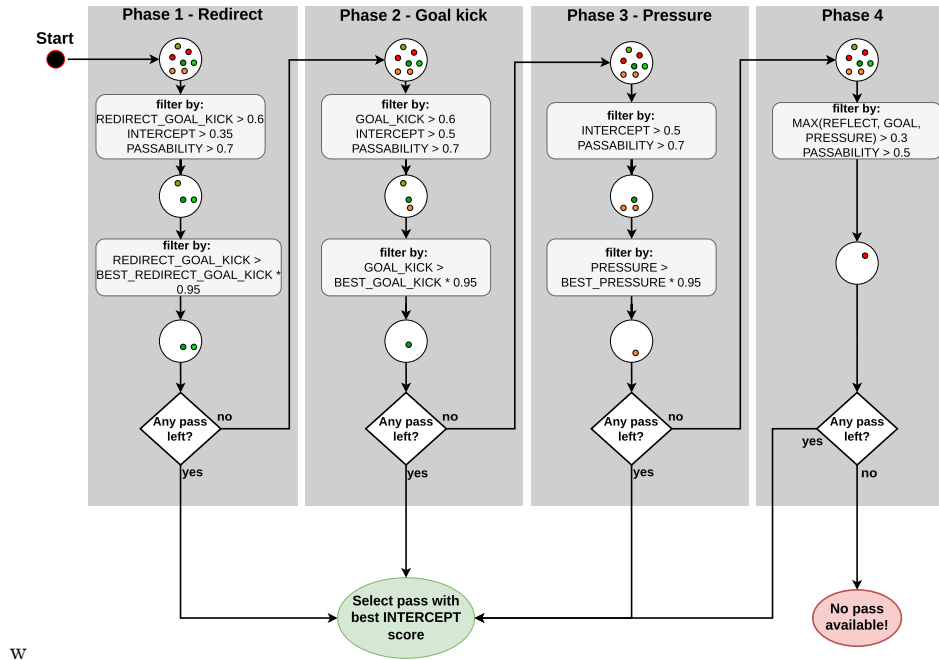 Phase 1 - Redirect
Phase 2 - Goal kick
Phase 3 - Pressure
Phase 4
Start
filter by:
REDIRECT_GOAL_KICK > 0.6
INTERCEPT > 0.35
PASSABILITY > 0.7
filter by:
GOAL_KICK > 0.6
INTERCEPT > 0.5
PASSABILITY > 0.7
filter by:
INTERCEPT > 0.5
PASSABILITY > 0.7
filter by:
MAX(REFLECT, GOAL,
PRESSURE) > 0.3
PASSABILITY > 0.5
filter by:
REDIRECT_GOAL_KICK >
BEST_REDIRECT_GOAL_KICK *
0.95
filter by:
GOAL_KICK >
BEST_GOAL_KICK * 0.95
filter by:
PRESSURE >
BEST_PRESSURE * 0.95
Any pass
left?
no
yes
Any pass
left?
no
yes
Any pass
left?
no
yes
Any pass
left?
yes
no
Select pass with
best INTERCEPT
score
No pass
available!
w